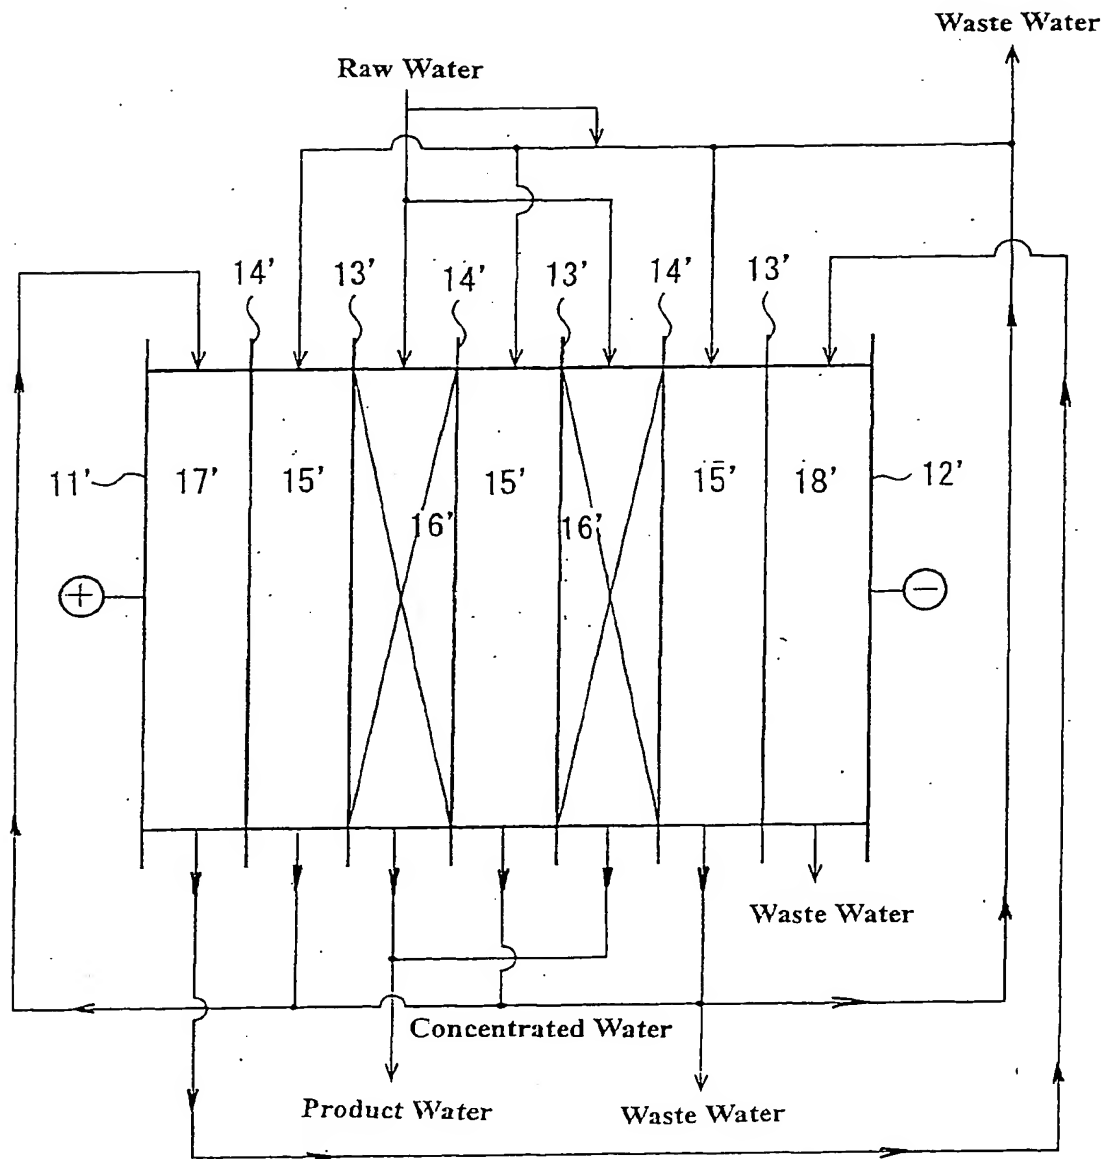 Waste Water
Raw Water
14'
13'
14'
13'
14'
13'
11'
17'
15'
16'
15'
16'
15'
18'
12'
+
−
Waste Water
Concentrated Water
Product Water
Waste Water